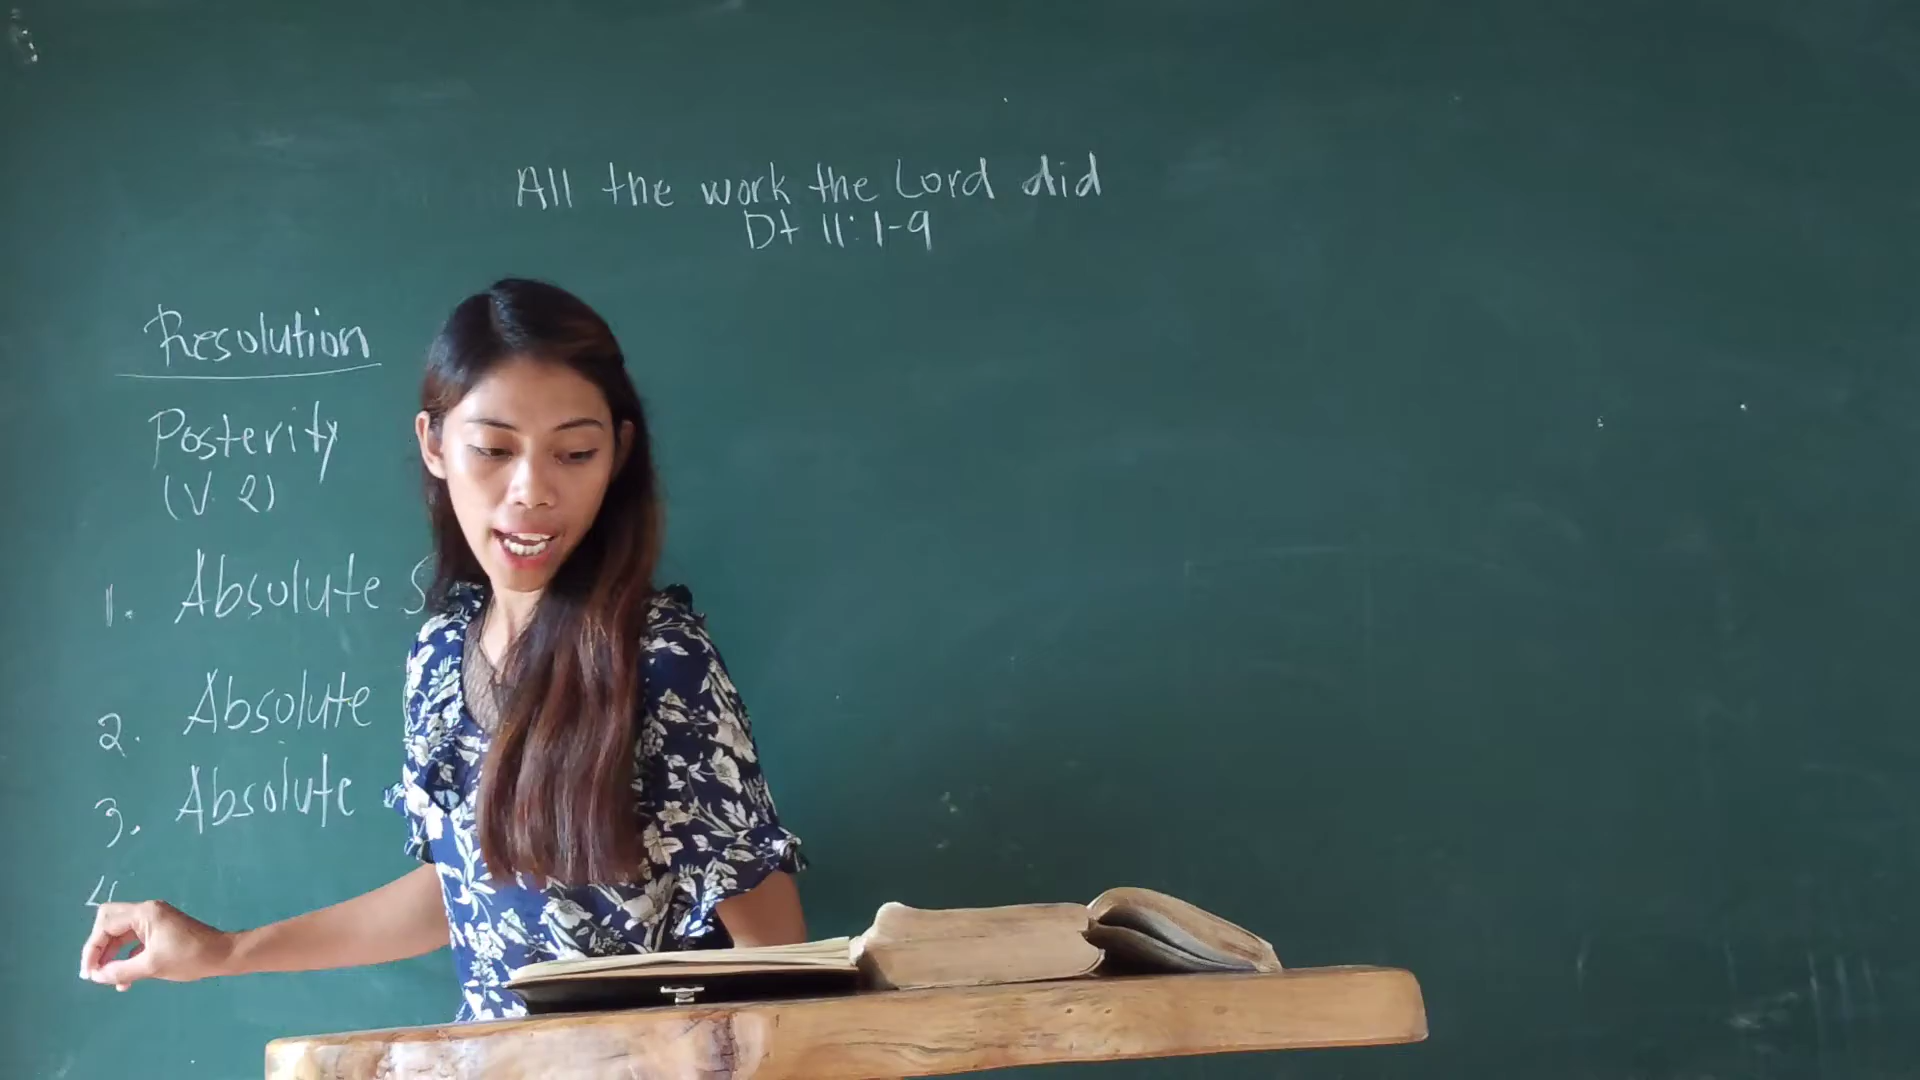 All the work the Lord did
Dt 11:1-9
Resolution
Posterity
(V. 2)
1. Absolute S
2. Absolute
3. Absolute
4